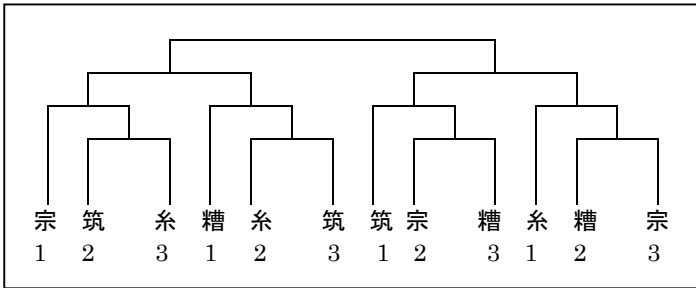 宗 筑 糸 糟 糸 筑 筑 宗 糟 糸 糟 宗
1 2 3 1 2 3 1 2 3 1 2 3